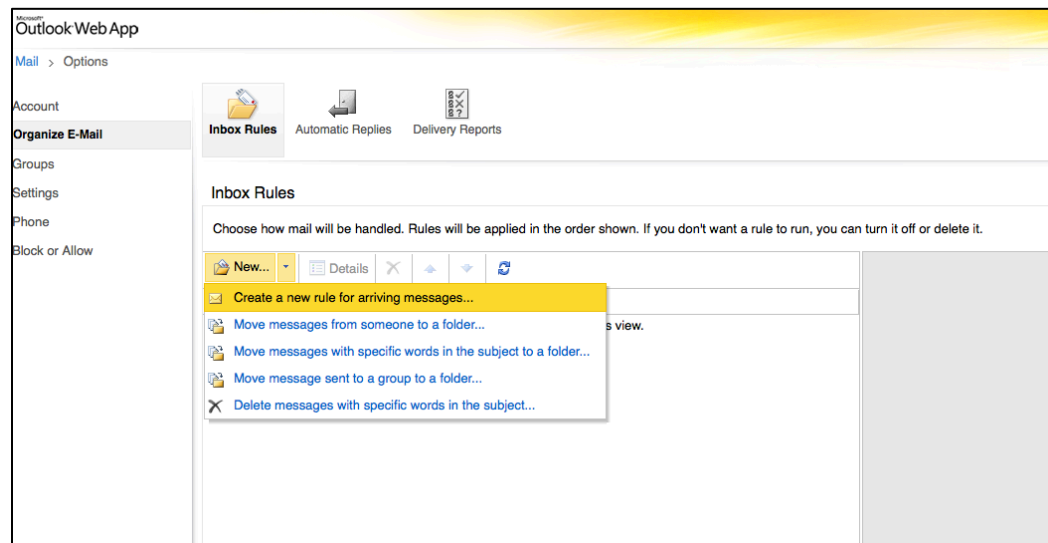 Microsoft®
Outlook Web App
Mail > Options
Account
Organize E-Mail
Groups
Settings
Phone
Block or Allow
Inbox Rules Automatic Replies Delivery Reports
Inbox Rules
Choose how mail will be handled. Rules will be applied in the order shown. If you don't want a rule to run, you can turn it off or delete it.
New... Details
Create a new rule for arriving messages...
Move messages from someone to a folder...
s view.
Move messages with specific words in the subject to a folder...
Move message sent to a group to a folder...
Delete messages with specific words in the subject...